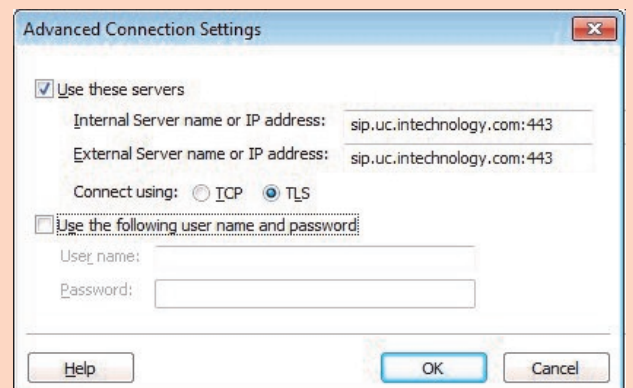 Advanced Connection Settings
Use these servers
Internal Server name or IP address: sip.uc.intechnology.com:443
External Server name or IP address: sip.uc.intechnology.com:443
Connect using: TCP TLS
Use the following user name and password
User name:
Password:
Help OK Cancel